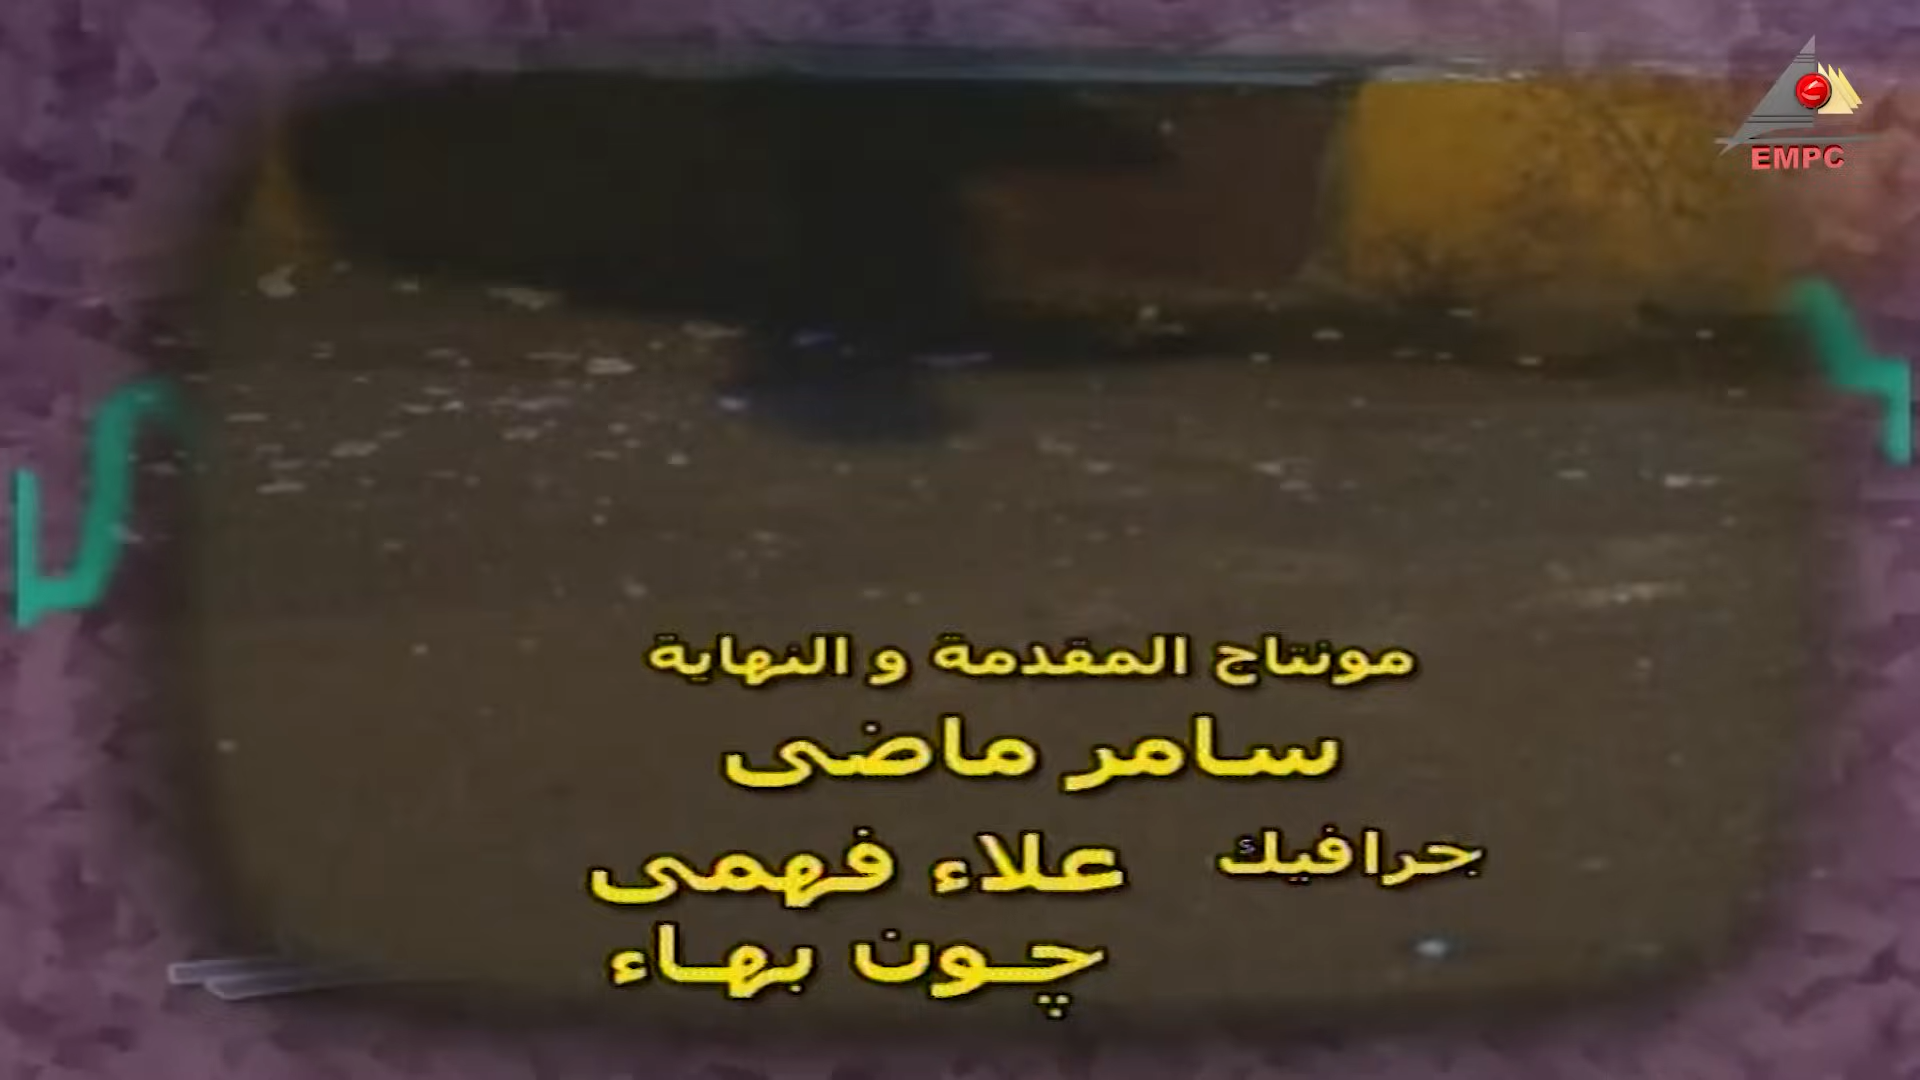 EMPC
مونتاج المقدمة و النهاية
سامر ماضى
جرافيك علاء فهمى
چون بهاء